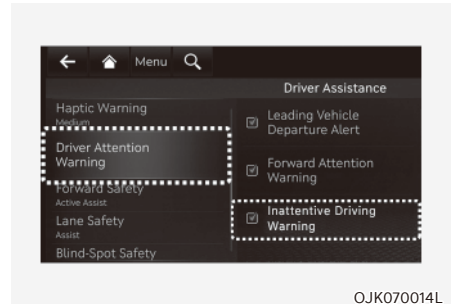 Menu
Driver Assistance
Haptic Warning
Medium
Driver Attention
Warning
Forward Safety
Active Assist
Lane Safety
Assist
Blind-Spot Safety
Leading Vehicle
Departure Alert
Forward Attention
Warning
Inattentive Driving
Warning
OJK070014L